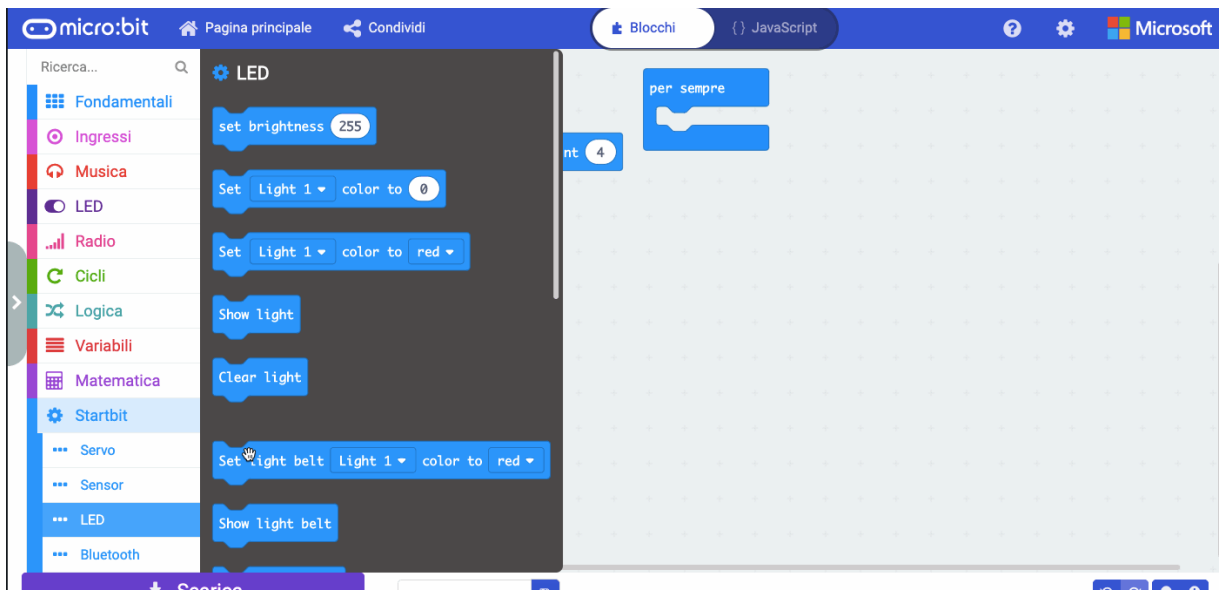 micro:bit Pagina principale Condividi Blocchi {} JavaScript Microsoft
Ricerca...
Fondamentali
Ingressi
Musica
LED
Radio
Cicli
Logica
Variabili
Matematica
Startbit
Servo
Sensor
LED
Bluetooth
LED
set brightness 255
Set Light 1 color to 0
Set Light 1 color to red
Show light
Clear light
Set light belt Light 1 color to red
Show light belt
nt 4
per sempre
Scarica